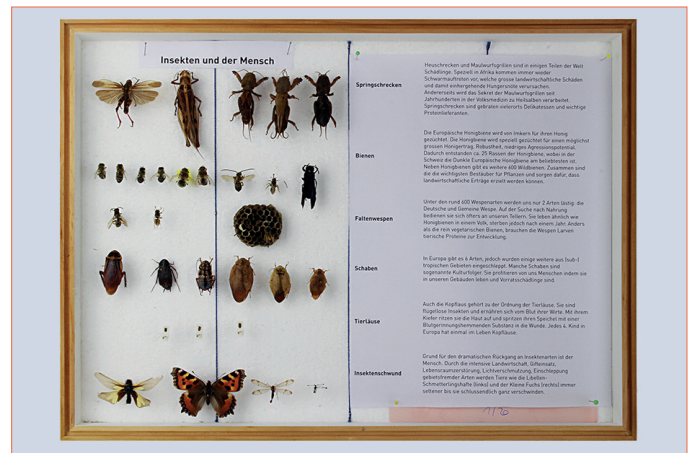 Insekten und der Mensch
Springschrecken
Heuschrecken und Maulwurfsgrillen sind in einigen Teilen der Welt
Schädlinge. Speziell in Afrika kommen immer wieder
Schwarmauftreten vor, welche grosse landwirtschaftliche Schäden
und damit einhergehende Hungersnöte verursachen.
Andererseits wird das Sekret der Maulwurfsgrillen seit
Jahrhunderten in der Volksmedizin zu Heilsalben verarbeitet.
Springschrecken sind gebraten vielerorts Delikatessen und wichtige
Proteinlieferanten.
Bienen
Die Europäische Honigbiene wird von Imkern für ihren Honig
gezüchtet. Die Honigbiene wird speziell gezüchtet für einen möglichst
grossen Honigertrag, Robustheit, niedriges Agressionspotential.
Dadurch entstanden ca. 25 Rassen der Honigbiene, wobei in der
Schweiz die Dunkle Europäische Honigbiene am beliebtesten ist.
Neben Honigbienen gibt es weitere 600 Wildbienen. Zusammen sind
die die wichtigsten Bestäuber für Pflanzen und sorgen dafür, dass
landwirtschaftliche Erträge erzielt werden können.
Faltenwespen
Unter den rund 600 Wespenarten werden uns nur 2 Arten lästig: die
Deutsche und Gemeine Wespe. Auf der Suche nach Nahrung
bedienen sie sich öfters an unseren Tellern. Sie leben ähnlich wie
Honigbienen in einem Volk, sterben jedoch nach einem Jahr. Anders
als die rein vegetarischen Bienen, brauchen die Wespen Larven
tierische Proteine zur Entwicklung.
Schaben
In Europa gibt es 6 Arten, jedoch wurden einige weitere aus (sub-)
tropischen Gebieten eingeschleppt. Manche Schaben sind
sogenannte Kulturfolger. Sie profitieren von uns Menschen indem sie
in unseren Gebäuden leben und Vorratsschädlinge sind.
Tierläuse
Auch die Kopflaus gehört zu der Ordnung der Tierläuse. Sie sind
flügellose Insekten und ernähren sich vom Blut ihrer Wirte. Mit ihrem
Kiefer ritzen sie die Haut auf und spritzen ihren Speichel mit einer
Blutgerinnungshemmenden Substanz in die Wunde. Jedes 4. Kind in
Europa hat einmal im Leben Kopfläuse.
Insektenschwund
Grund für den dramatischen Rückgang an Insektenarten ist der
Mensch. Durch die intensive Landwirtschaft, Gifteinsatz,
Lebensraumzerstörung, Lichtverschmutzung, Einschleppung
gebietsfremder Arten werden Tiere wie die Libellen-
Schmetterlingshafte (links) und der Kleine Fuchs (rechts) immer
seltener bis sie schlussendlich ganz verschwinden.